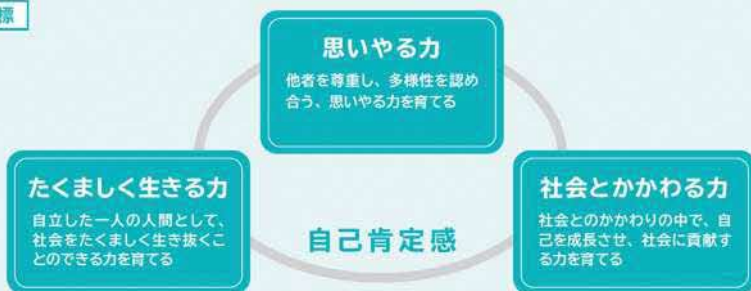 標
思いやる力
他者を尊重し、多様性を認め
合う、思いやる力を育てる
たくましく生きる力
自立した一人の人間として、
社会をたくましく生き抜くこ
とのできる力を育てる
自己肯定感
社会とかかわる力
社会とのかかわりの中で、自
己を成長させ、社会に貢献す
る力を育てる